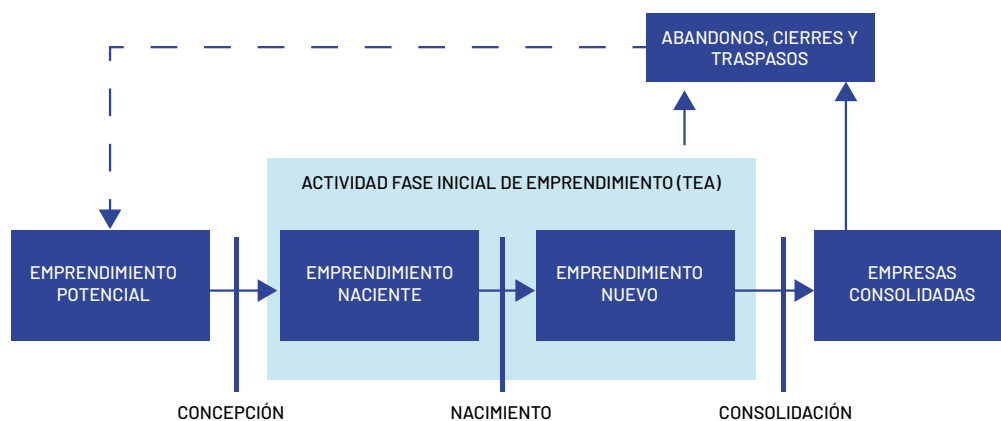 ABANDONOS, CIERRES Y
TRASPASOS
ACTIVIDAD FASE INICIAL DE EMPRENDIMIENTO (TEA)
EMPRENDIMIENTO
POTENCIAL
EMPRENDIMIENTO
NACIENTE
EMPRENDIMIENTO
NUEVO
EMPRESAS
CONSOLIDADAS
CONCEPCIÓN
NACIMIENTO
CONSOLIDACIÓN